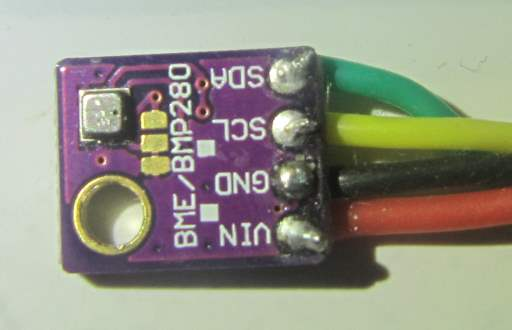 SDA
SCL
GND
VIN
BME/BMP280